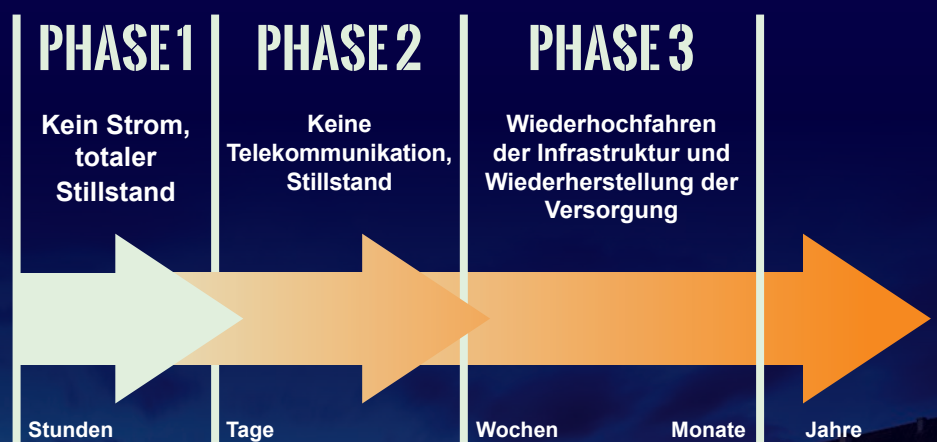 PHASE 1
Kein Strom,
totaler
Stillstand
PHASE 2
Keine
Telekommunikation,
Stillstand
PHASE 3
Wiederhochfahren
der Infrastruktur und
Wiederherstellung der
Versorgung
Stunden
Tage
Wochen
Monate
Jahre